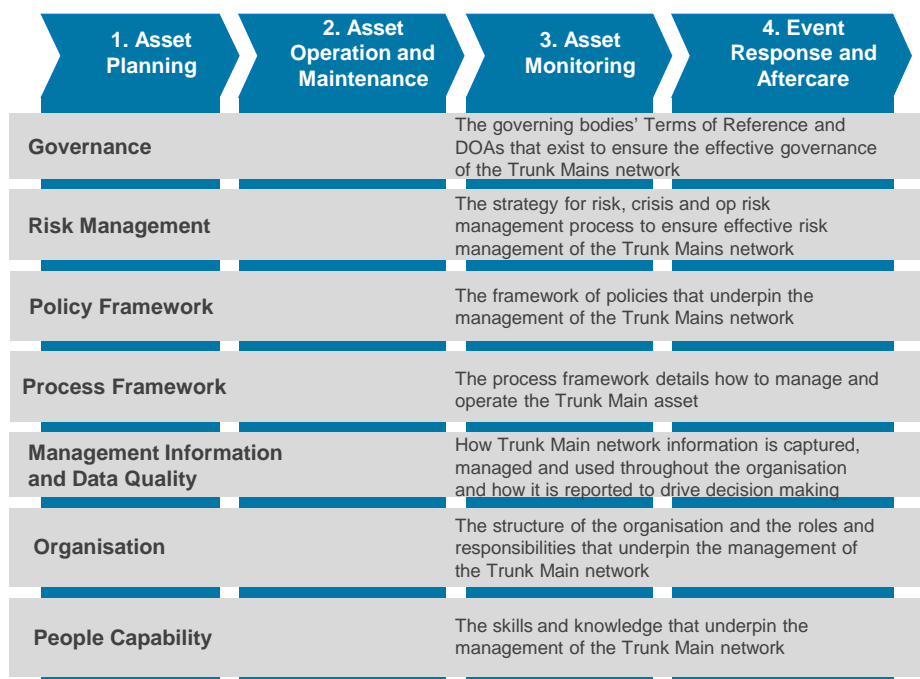 1. Asset
Planning
2. Asset
Operation and
Maintenance
3. Asset
Monitoring
4. Event
Response and
Aftercare
Governance
The governing bodies’ Terms of Reference and
DOAs that exist to ensure the effective governance
of the Trunk Mains network
Risk Management
The strategy for risk, crisis and op risk
management process to ensure effective risk
management of the Trunk Mains network
Policy Framework
The framework of policies that underpin the
management of the Trunk Mains network
Process Framework
The process framework details how to manage and
operate the Trunk Main asset
Management Information
and Data Quality
How Trunk Main network information is captured,
managed and used throughout the organisation
and how it is reported to drive decision making
Organisation
The structure of the organisation and the roles and
responsibilities that underpin the management of
the Trunk Main network
People Capability
The skills and knowledge that underpin the
management of the Trunk Main network